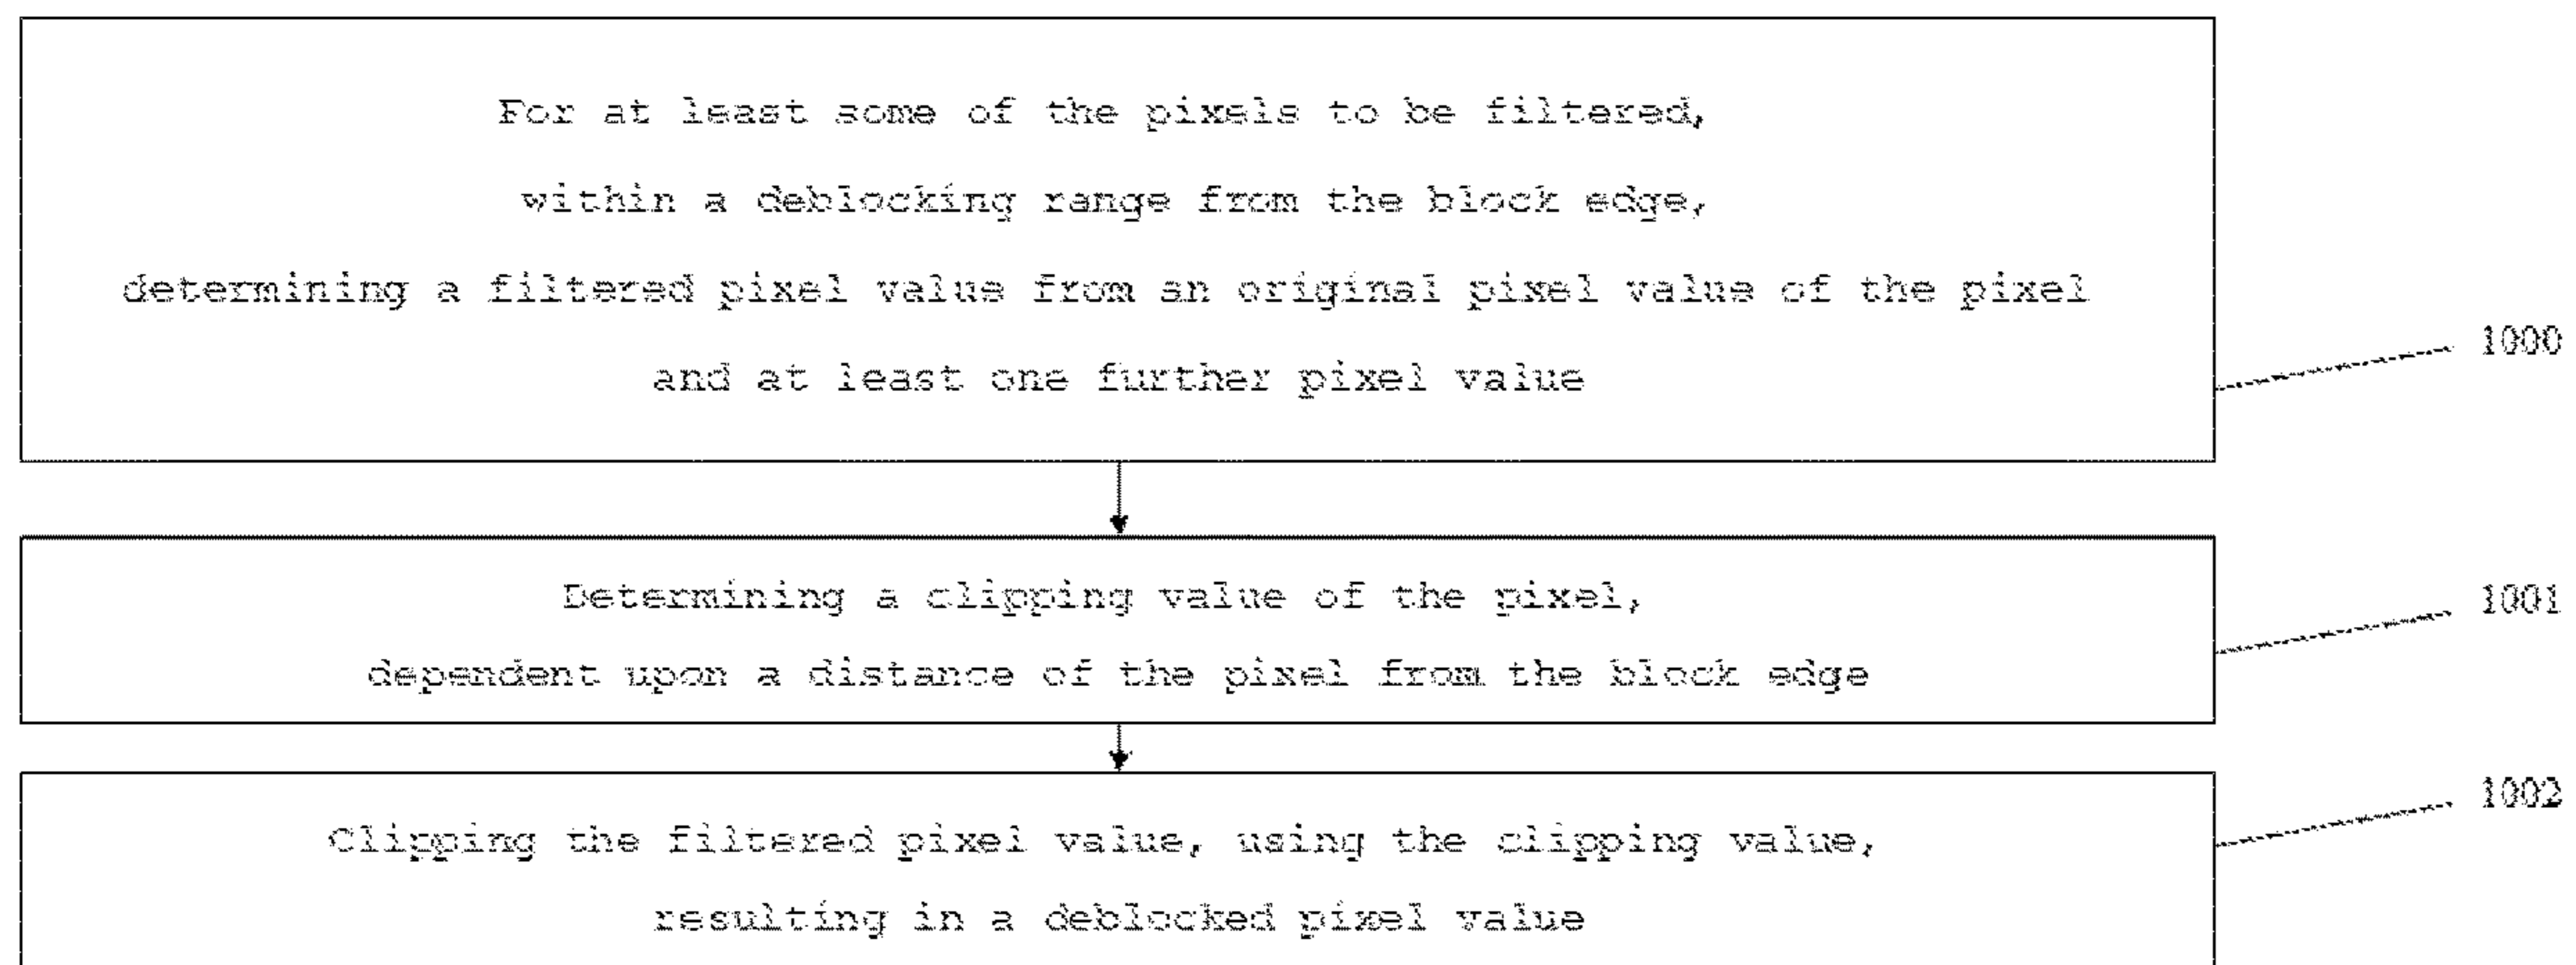 For at least some of the pixels to be filtered,
within a deblocking range from the block edge,
determining a filtered pixel value from an original pixel value of the pixel
and at least one further pixel value
1000
Determining a clipping value of the pixel,
dependent upon a distance of the pixel from the block edge
1001
Clipping the filtered pixel value, using the clipping value,
resulting in a deblocked pixel value
1002